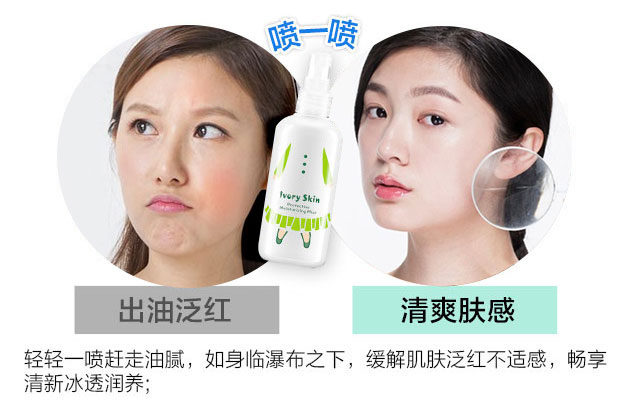 喷一喷
Ivory Skin
Moisturizing Mist
出油泛红
清爽肤感
轻轻一喷赶走油腻，如身临瀑布之下，缓解肌肤泛红不适感，畅享
清新冰透润养；